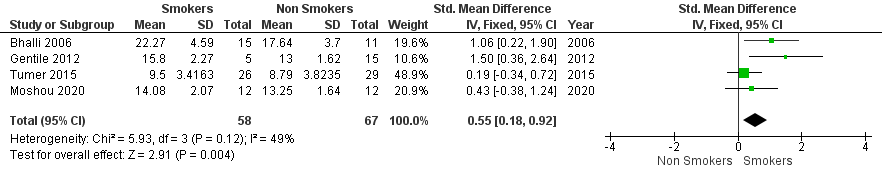 Smokers Non Smokers Std. Mean Difference Std. Mean Difference
Study or Subgroup Mean SD Total Mean SD Total Weight IV, Fixed, 95% CI Year IV, Fixed, 95% CI
Bhalli 2006 22.27 4.59 15 17.64 3.7 11 19.6% 1.06 [0.22, 1.90] 2006
Gentile 2012 15.8 2.27 5 13 1.62 15 10.6% 1.50 [0.36, 2.64] 2012
Turner 2015 9.5 3.4163 26 8.79 3.8235 29 48.9% 0.19 [-0.34, 0.72] 2015
Moshou 2020 14.08 2.07 12 13.25 1.64 12 20.9% 0.43 [-0.38, 1.24] 2020
Total (95% CI) 58 67 100.0% 0.55 [0.18, 0.92]
Heterogeneity: Chi² = 5.93, df = 3 (P = 0.12); I² = 49%
Test for overall effect: Z = 2.91 (P = 0.004)
-4 -2 0 2 4
Non Smokers Smokers